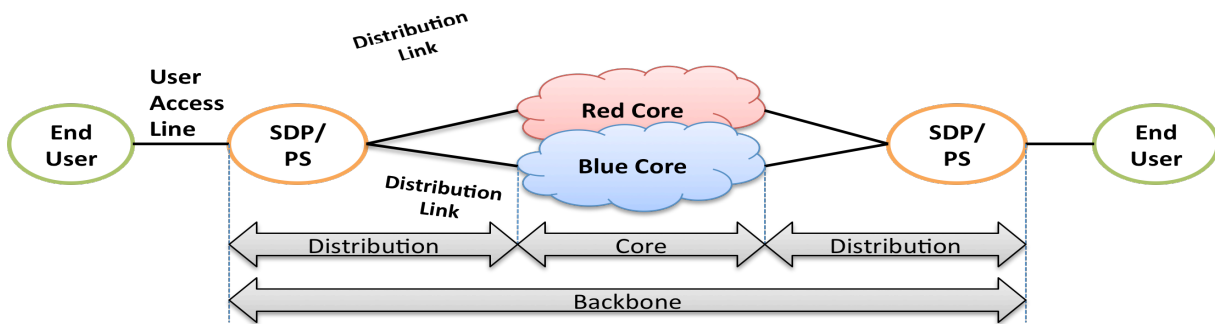 Distribution
Link
User
Access
Line
End
User
SDP/
PS
Red Core
Blue Core
SDP/
PS
End
User
Distribution
Link
Distribution
Core
Distribution
Backbone